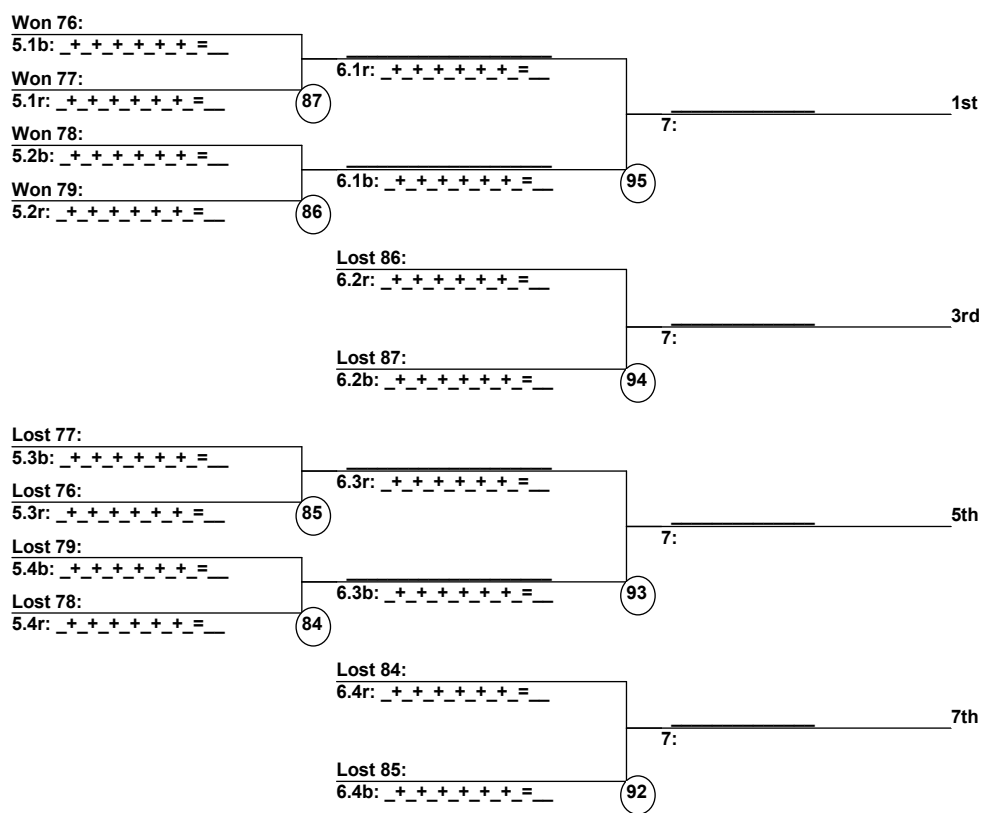 Won 76:
5.1b: _+_+_+_+_+_=__
6.1r: _+_+_+_+_+_=__
Won 77:
5.1r: _+_+_+_+_+_=__
87
1st
7:
Won 78:
5.2b: _+_+_+_+_+_=__
6.1b: _+_+_+_+_+_=__
95
Won 79:
5.2r: _+_+_+_+_+_=__
86
Lost 86:
6.2r: _+_+_+_+_+_=__
3rd
7:
Lost 87:
6.2b: _+_+_+_+_+_=__
94
Lost 77:
5.3b: _+_+_+_+_+_=__
6.3r: _+_+_+_+_+_=__
Lost 76:
5.3r: _+_+_+_+_+_=__
85
5th
7:
Lost 79:
5.4b: _+_+_+_+_+_=__
6.3b: _+_+_+_+_+_=__
93
Lost 78:
5.4r: _+_+_+_+_+_=__
84
Lost 84:
6.4r: _+_+_+_+_+_=__
7th
7:
Lost 85:
6.4b: _+_+_+_+_+_=__
92